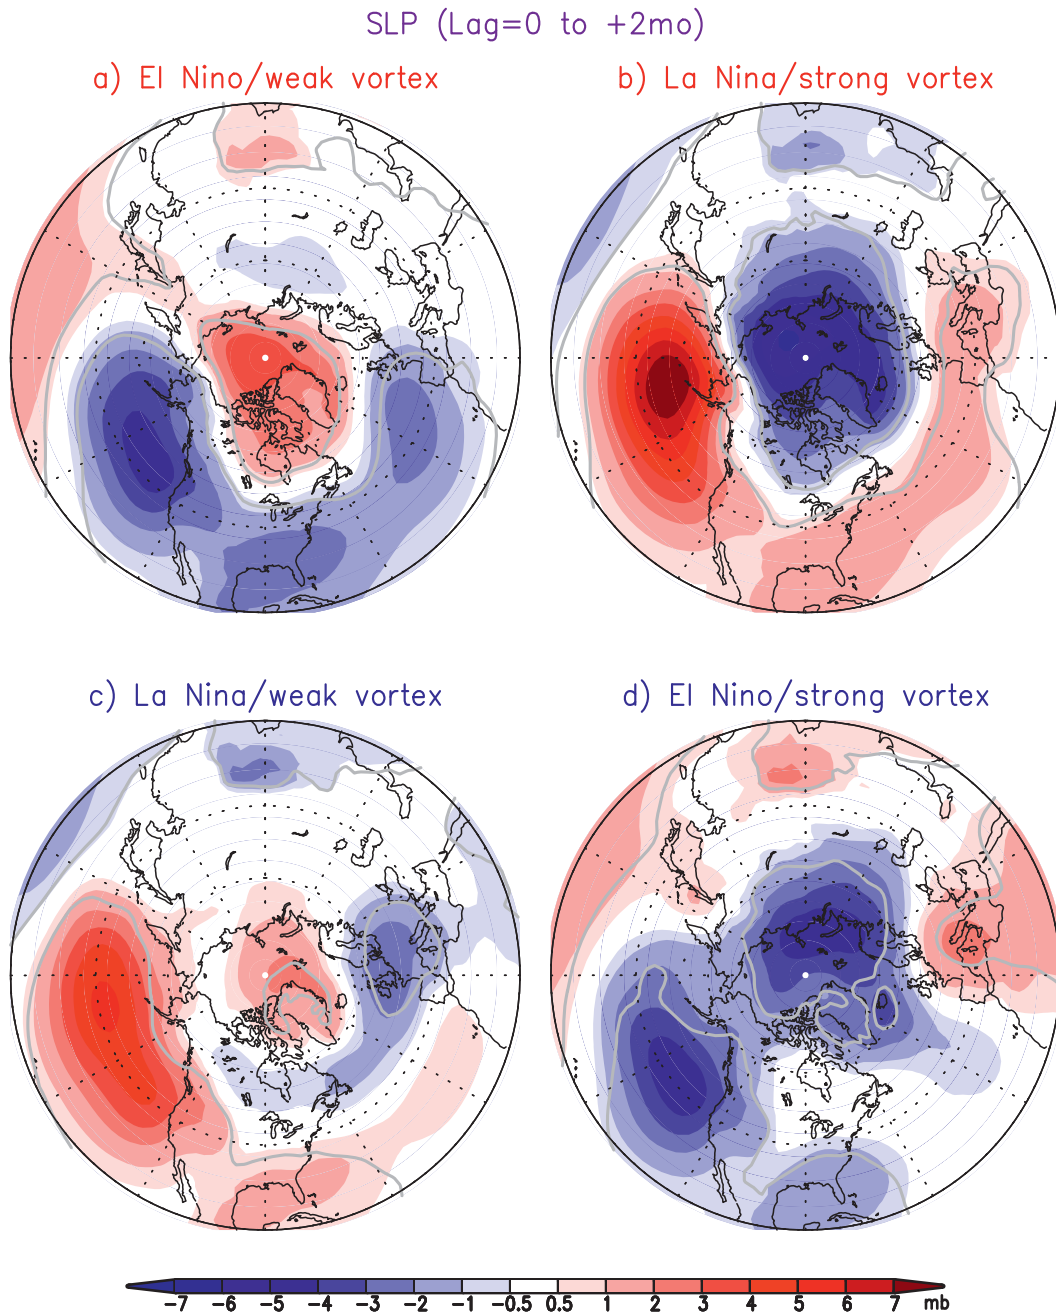 SLP (Lag=0 to +2mo)
a) El Nino/weak vortex
b) La Nina/strong vortex
c) La Nina/weak vortex
d) El Nino/strong vortex
-7 -6 -5 -4 -3 -2 -1 -0.5 0.5 1 2 3 4 5 6 7 mb